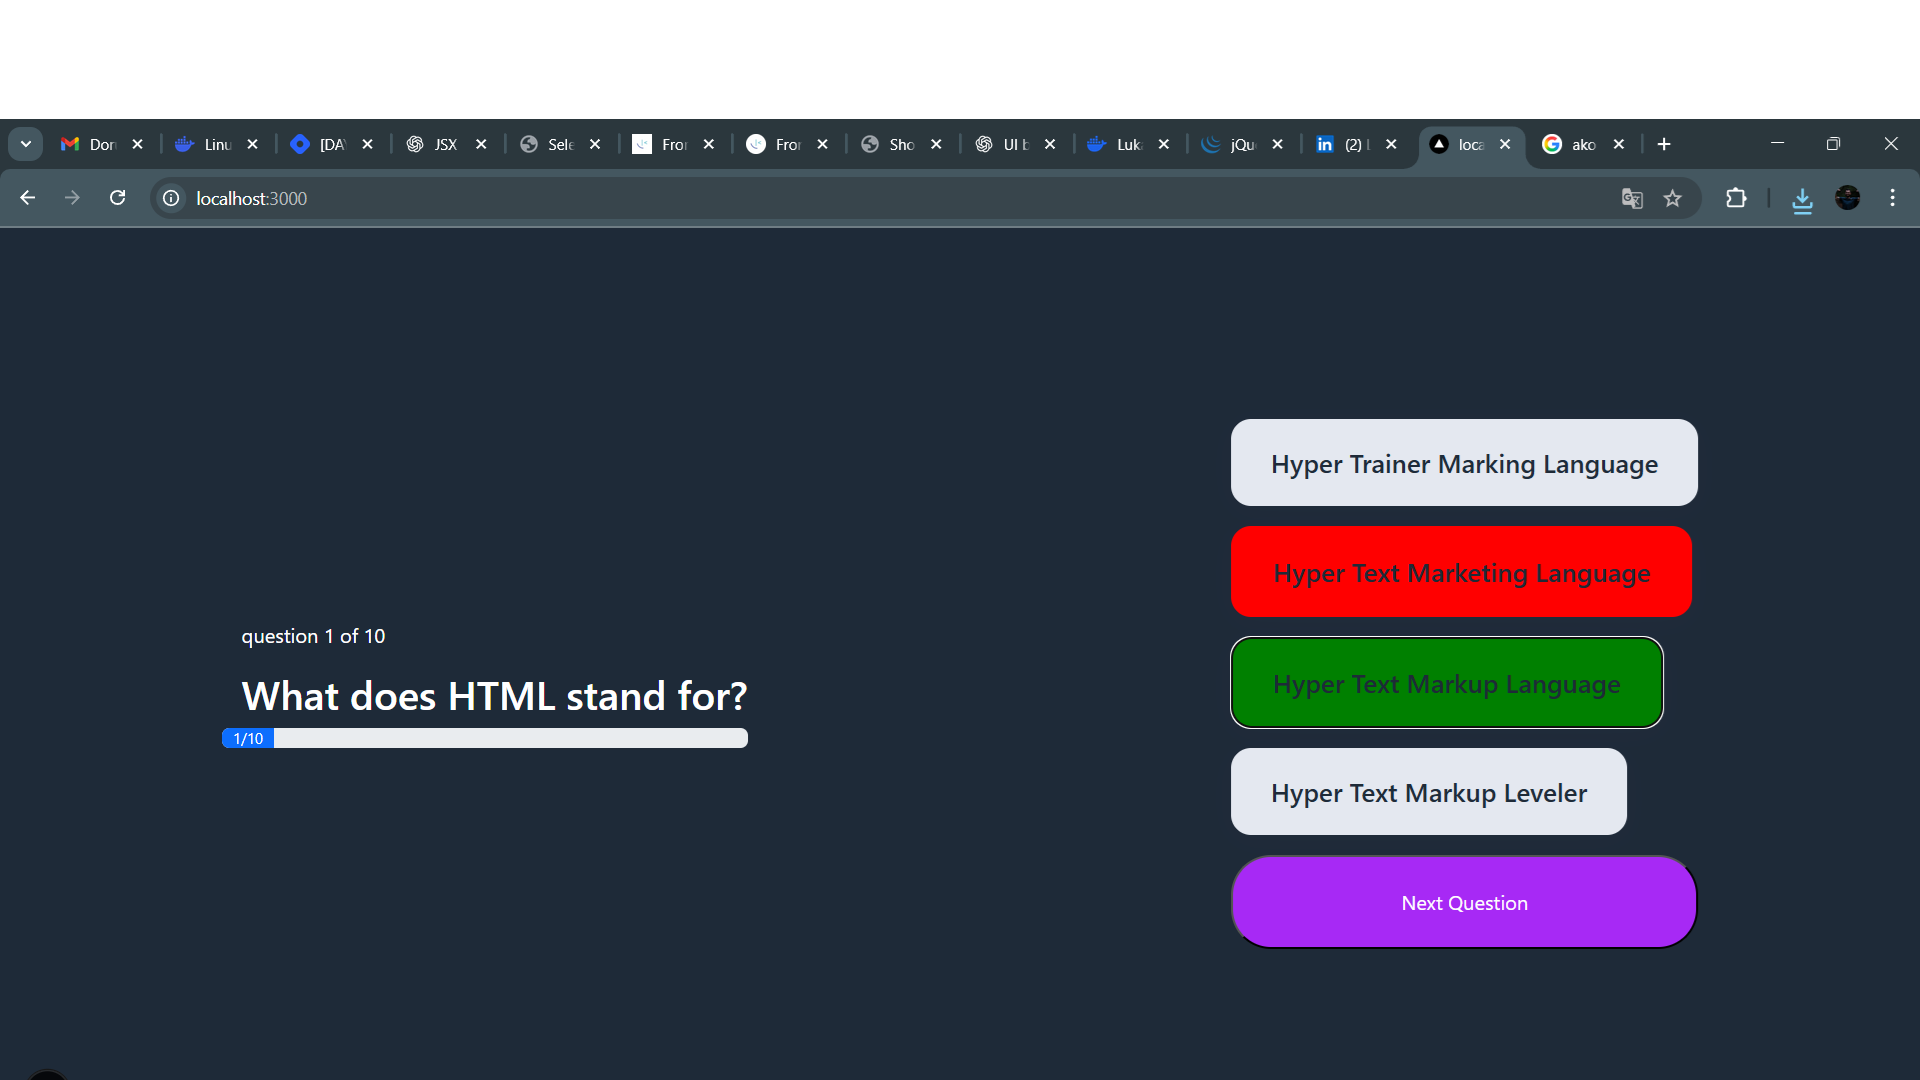 Dor
Linu
[DA
JSX
Sele
Fror
Fror
Sho
UI b
Luk
jQu
(2) L
loca
ako
localhost:3000
Hyper Trainer Marking Language
Hyper Text Marketing Language
question 1 of 10
Hyper Text Markup Language
What does HTML stand for?
1/10
Hyper Text Markup Leveler
Next Question